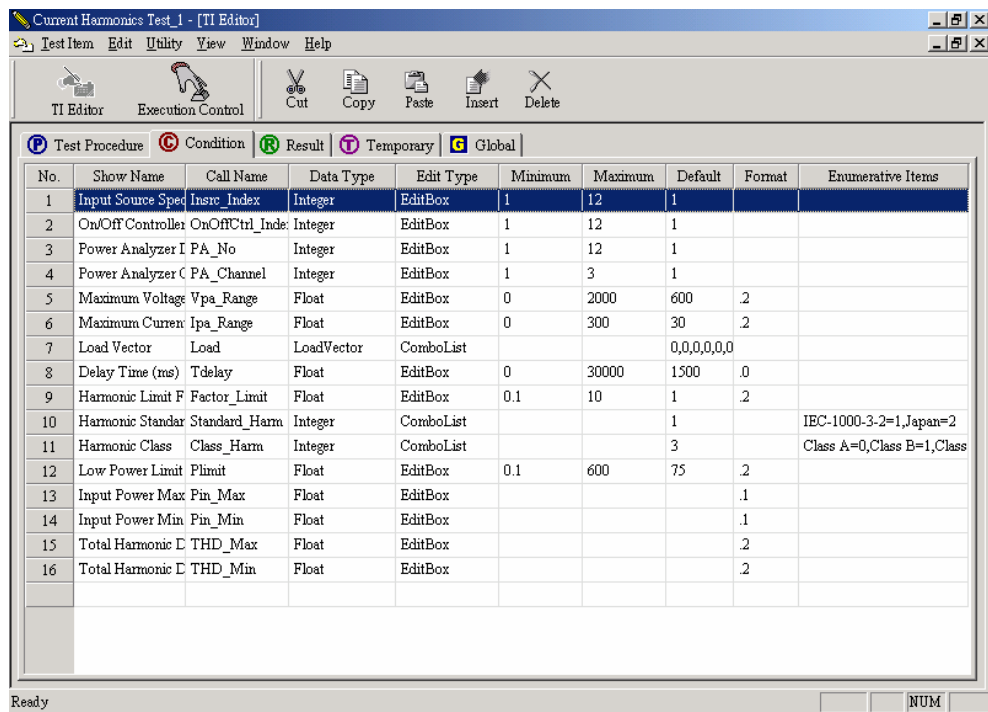 Current Harmonics Test_1 - [TI Editor]
Test Item Edit Utility View Window Help
TI Editor Execution Control Cut Copy Paste Insert Delete
P Test Procedure C Condition R Result T Temporary G Global
No. Show Name Call Name Data Type Edit Type Minimum Maximum Default Format Enumerative Items
1 Input Source Spec Insrc_Index Integer EditBox 1 12 1
2 On/Off Controller OnOffCtrl_Inde Integer EditBox 1 12 1
3 Power Analyzer I PA_No Integer EditBox 1 12 1
4 Power Analyzer C PA_Channel Integer EditBox 1 3 1
5 Maximum Voltage Vpa_Range Float EditBox 0 2000 600 .2
6 Maximum Curren Ipa_Range Float EditBox 0 300 30 .2
7 Load Vector Load LoadVector ComboList 0,0,0,0,0,0
8 Delay Time (ms) Tdelay Float EditBox 0 30000 1500 .0
9 Harmonic Limit F Factor_Limit Float EditBox 0.1 10 1 .2
10 Harmonic Standar Standard_Harm Integer ComboList 1 IEC-1000-3-2=1,Japan=2
11 Harmonic Class Class_Harm Integer ComboList 3 Class A=0,Class B=1,Class
12 Low Power Limit Plimit Float EditBox 0.1 600 75 .2
13 Input Power Max Pin_Max Float EditBox .1
14 Input Power Min Pin_Min Float EditBox .1
15 Total Harmonic D THD_Max Float EditBox .2
16 Total Harmonic D THD_Min Float EditBox .2
Ready NUM